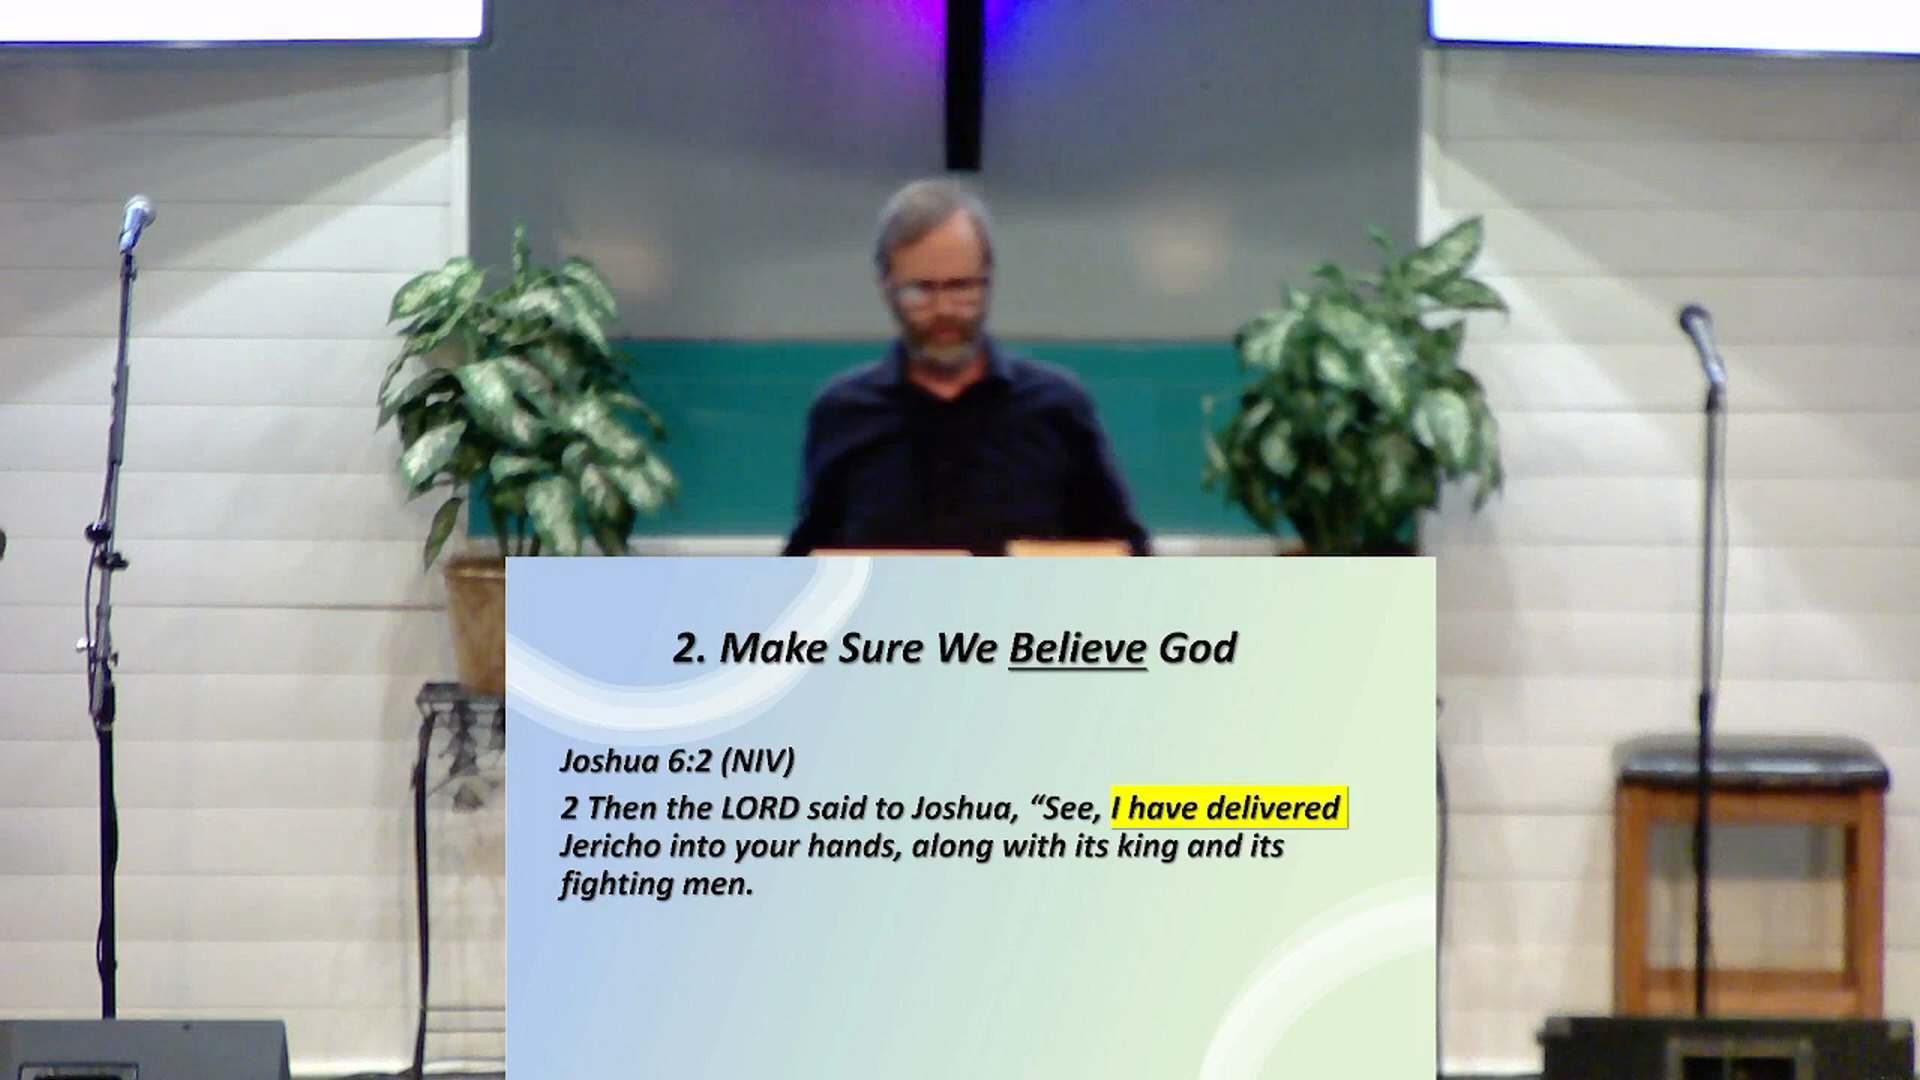 2. Make Sure We Believe God
Joshua 6:2 (NIV)
2 Then the LORD said to Joshua, “See, I have delivered
Jericho into your hands, along with its king and its
fighting men.